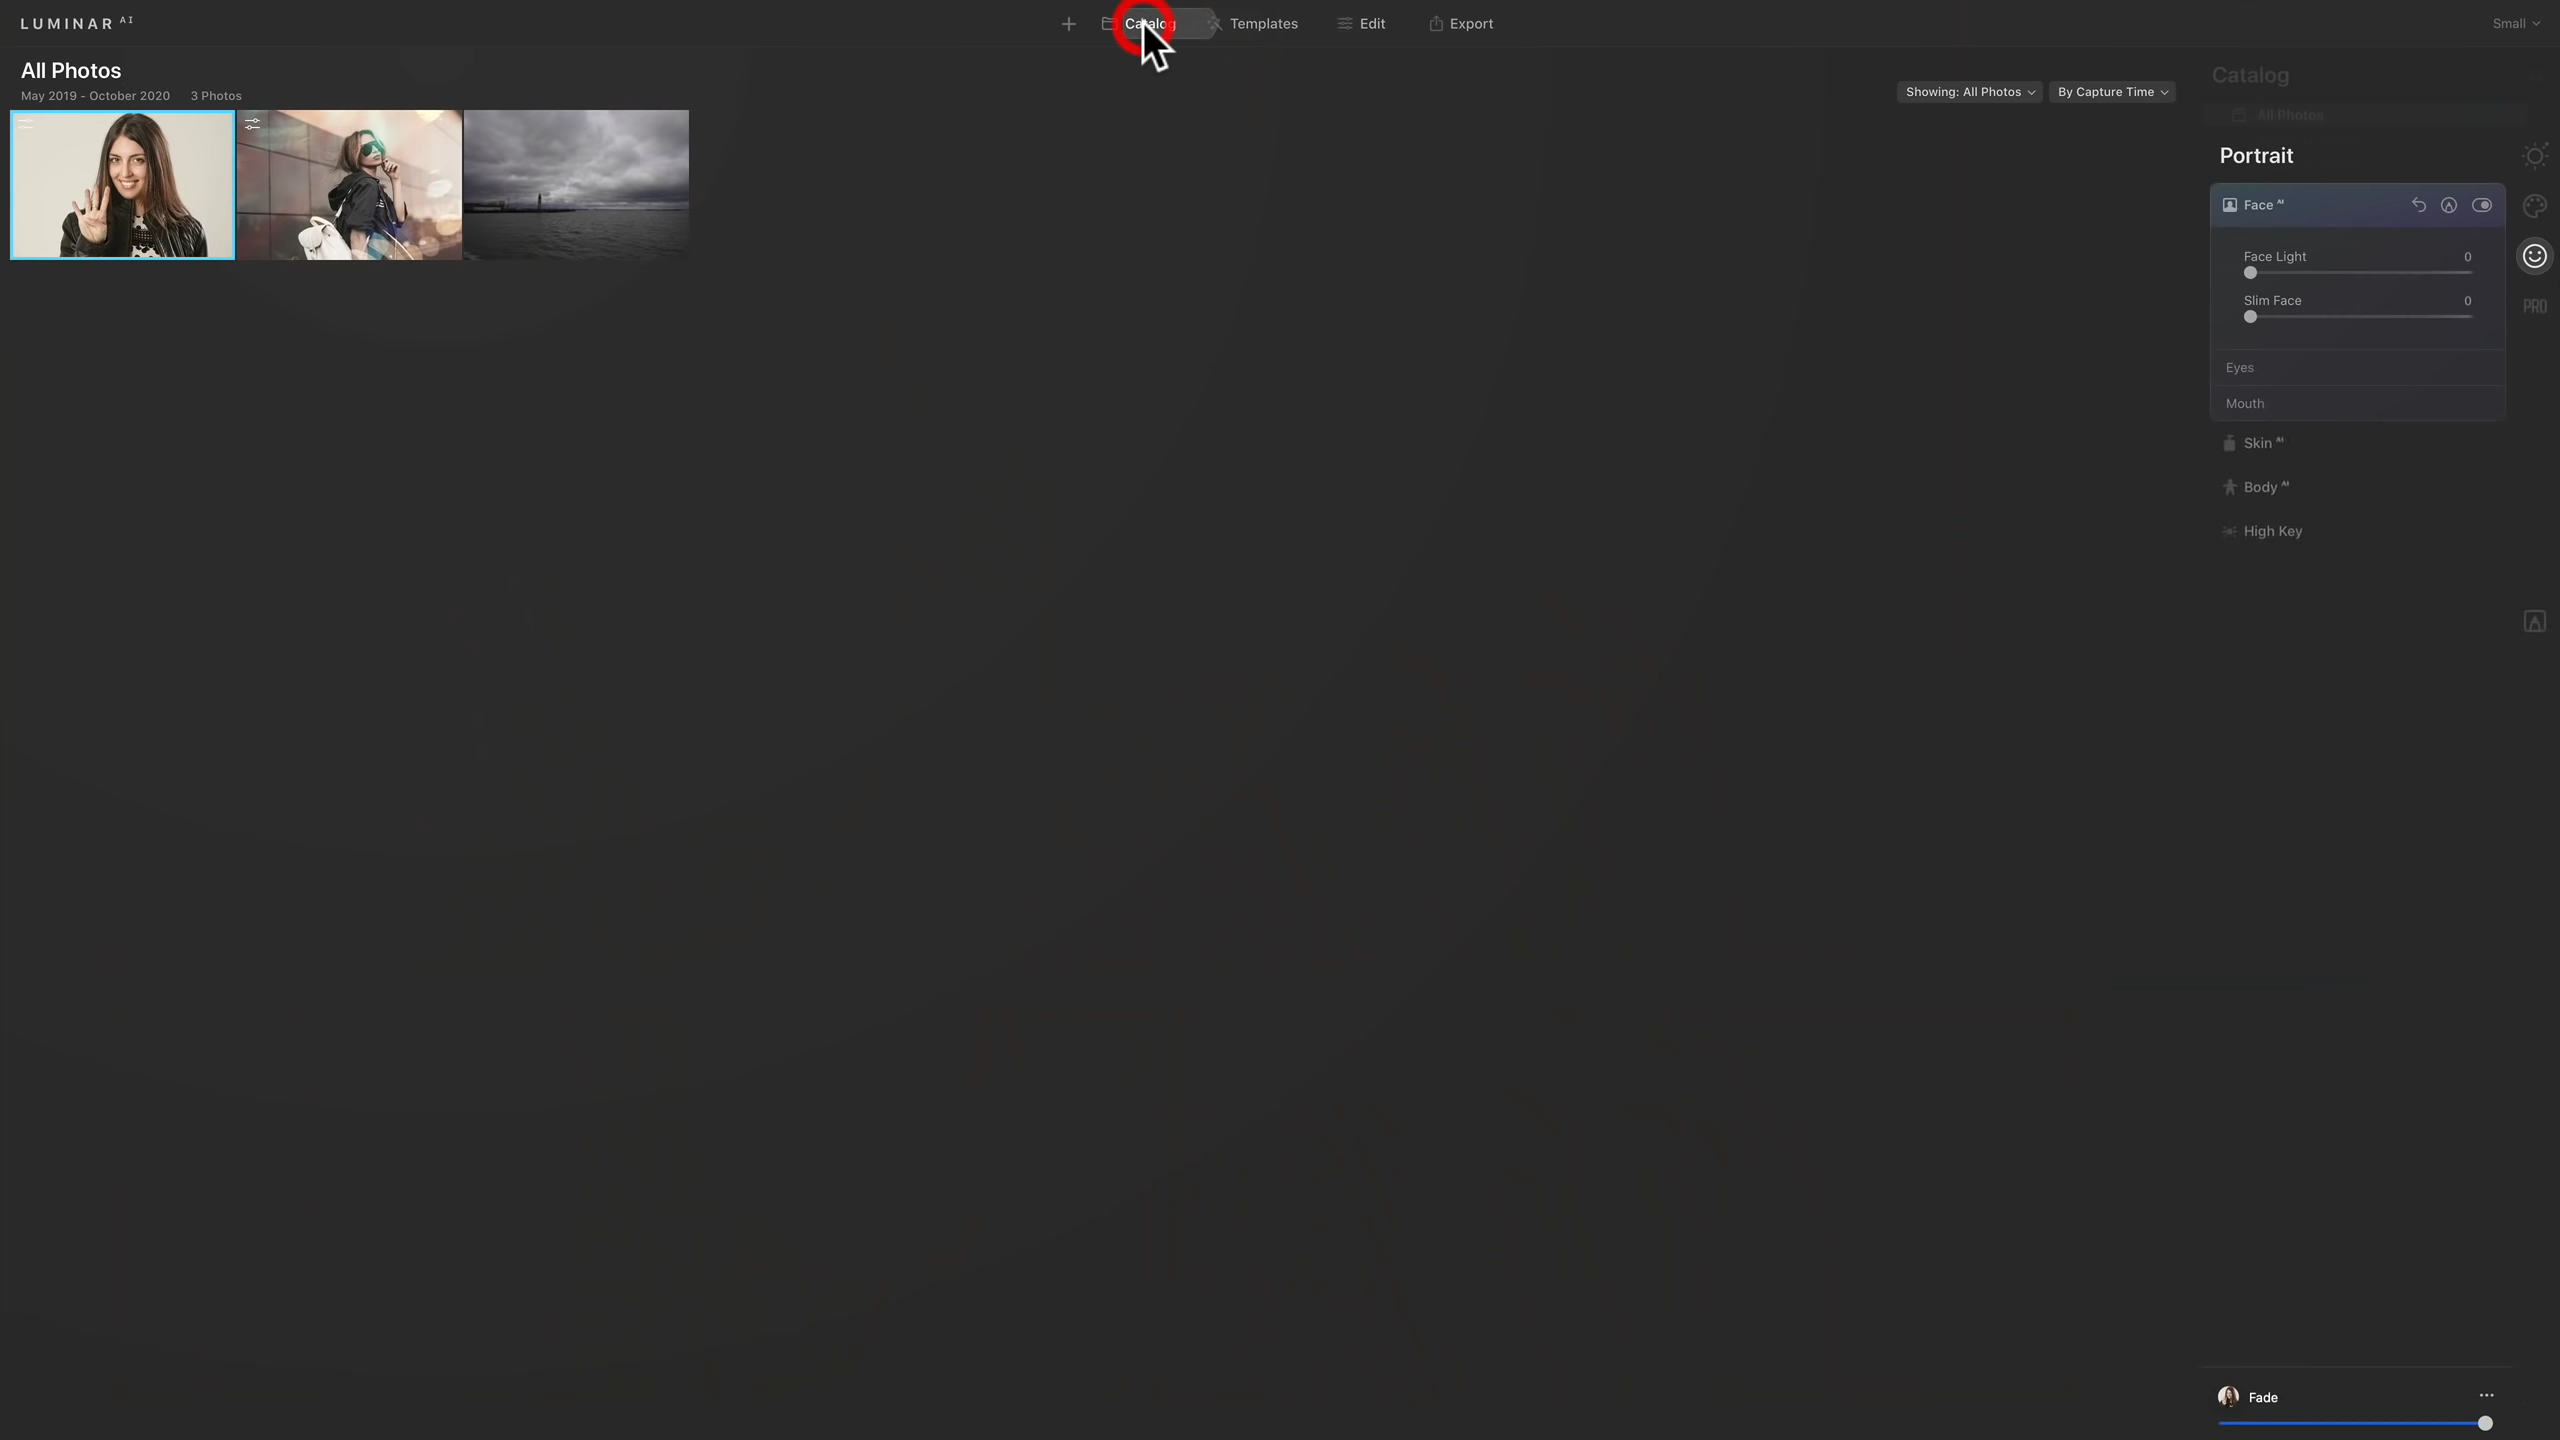 LUMINAR AI
Catalog
Templates
Edit
Export
Small
All Photos
May 2019 - October 2020 3 Photos
Showing: All Photos
By Capture Time
Catalog
All Photos
Portrait
Face AI
Face Light 0
Slim Face 0
Eyes
Mouth
Skin AI
Body AI
High Key
PRO
Fade